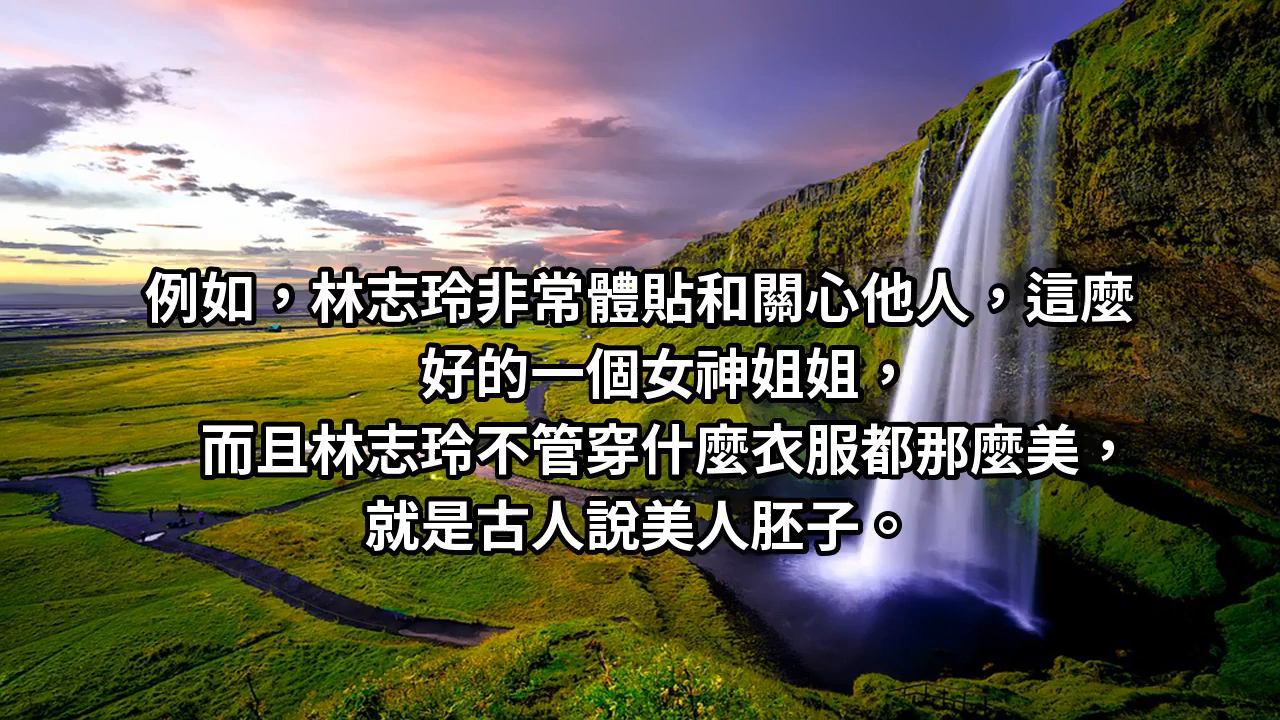 例如，林志玲非常體貼和關心他人，這麼
好的一個女神姐姐，
而且林志玲不管穿什麼衣服都那麼美，
就是古人說美人胚子。